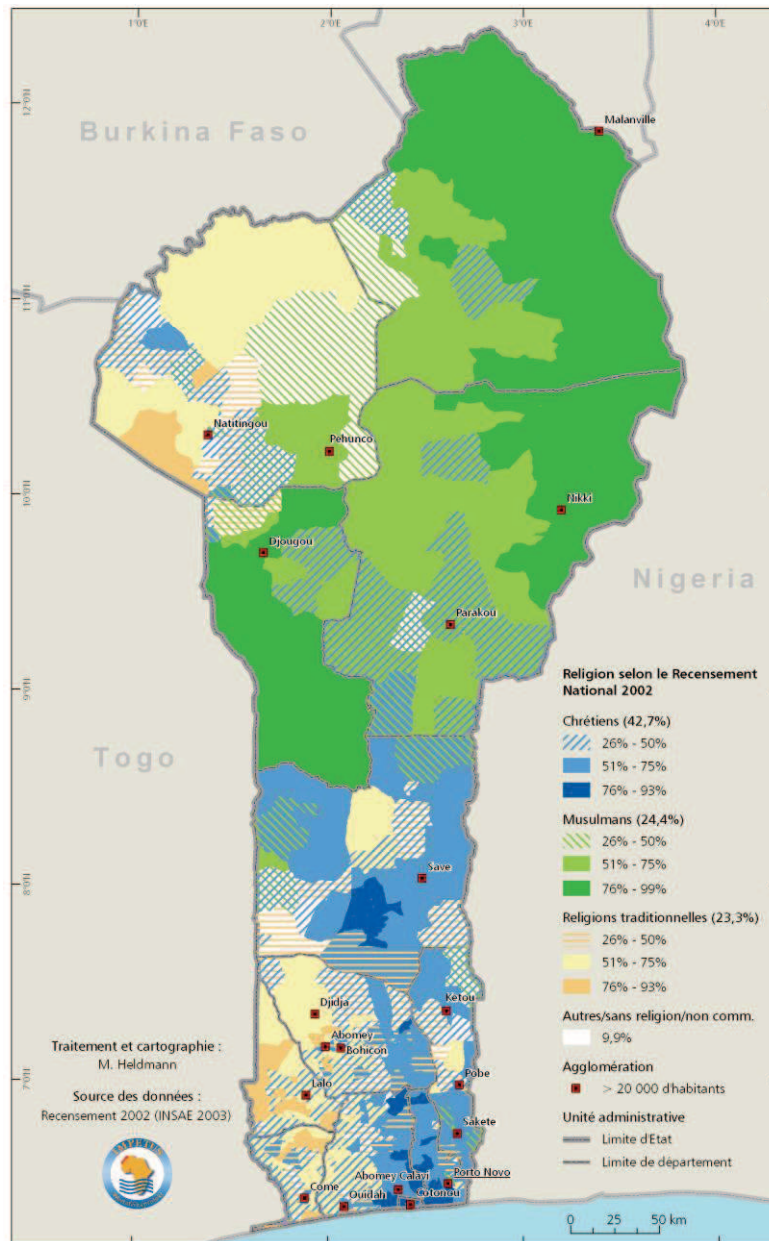 1°0'E
2°0'E
3°0'E
4°0'E
12°0'N
Burkina Faso
Malanville
11°0'N
Natitingou
Pehunco
10°0'N
Nikki
Djougou
Nigeria
Parakou
9°0'N
Togo
Save
8°0'N
Djidja
Kétou
Abomey
Bohicon
7°0'N
Lalo
Pobe
Sakete
Abomey Calavi
Porto Novo
Come
Ouidah
Cotonou
Religion selon le Recensement
National 2002
Chrétiens (42,7%)
26% - 50%
51% - 75%
76% - 93%
Musulmans (24,4%)
26% - 50%
51% - 75%
76% - 99%
Religions traditionnelles (23,3%)
26% - 50%
51% - 75%
76% - 93%
Autres/sans religion/non comm.
9,9%
Agglomération
> 20 000 d'habitants
Unité administrative
Limite d'Etat
Limite de département
0 25 50 km
Traitement et cartographie :
M. Heldmann
Source des données :
Recensement 2002 (INSAE 2003)
IMPETUS